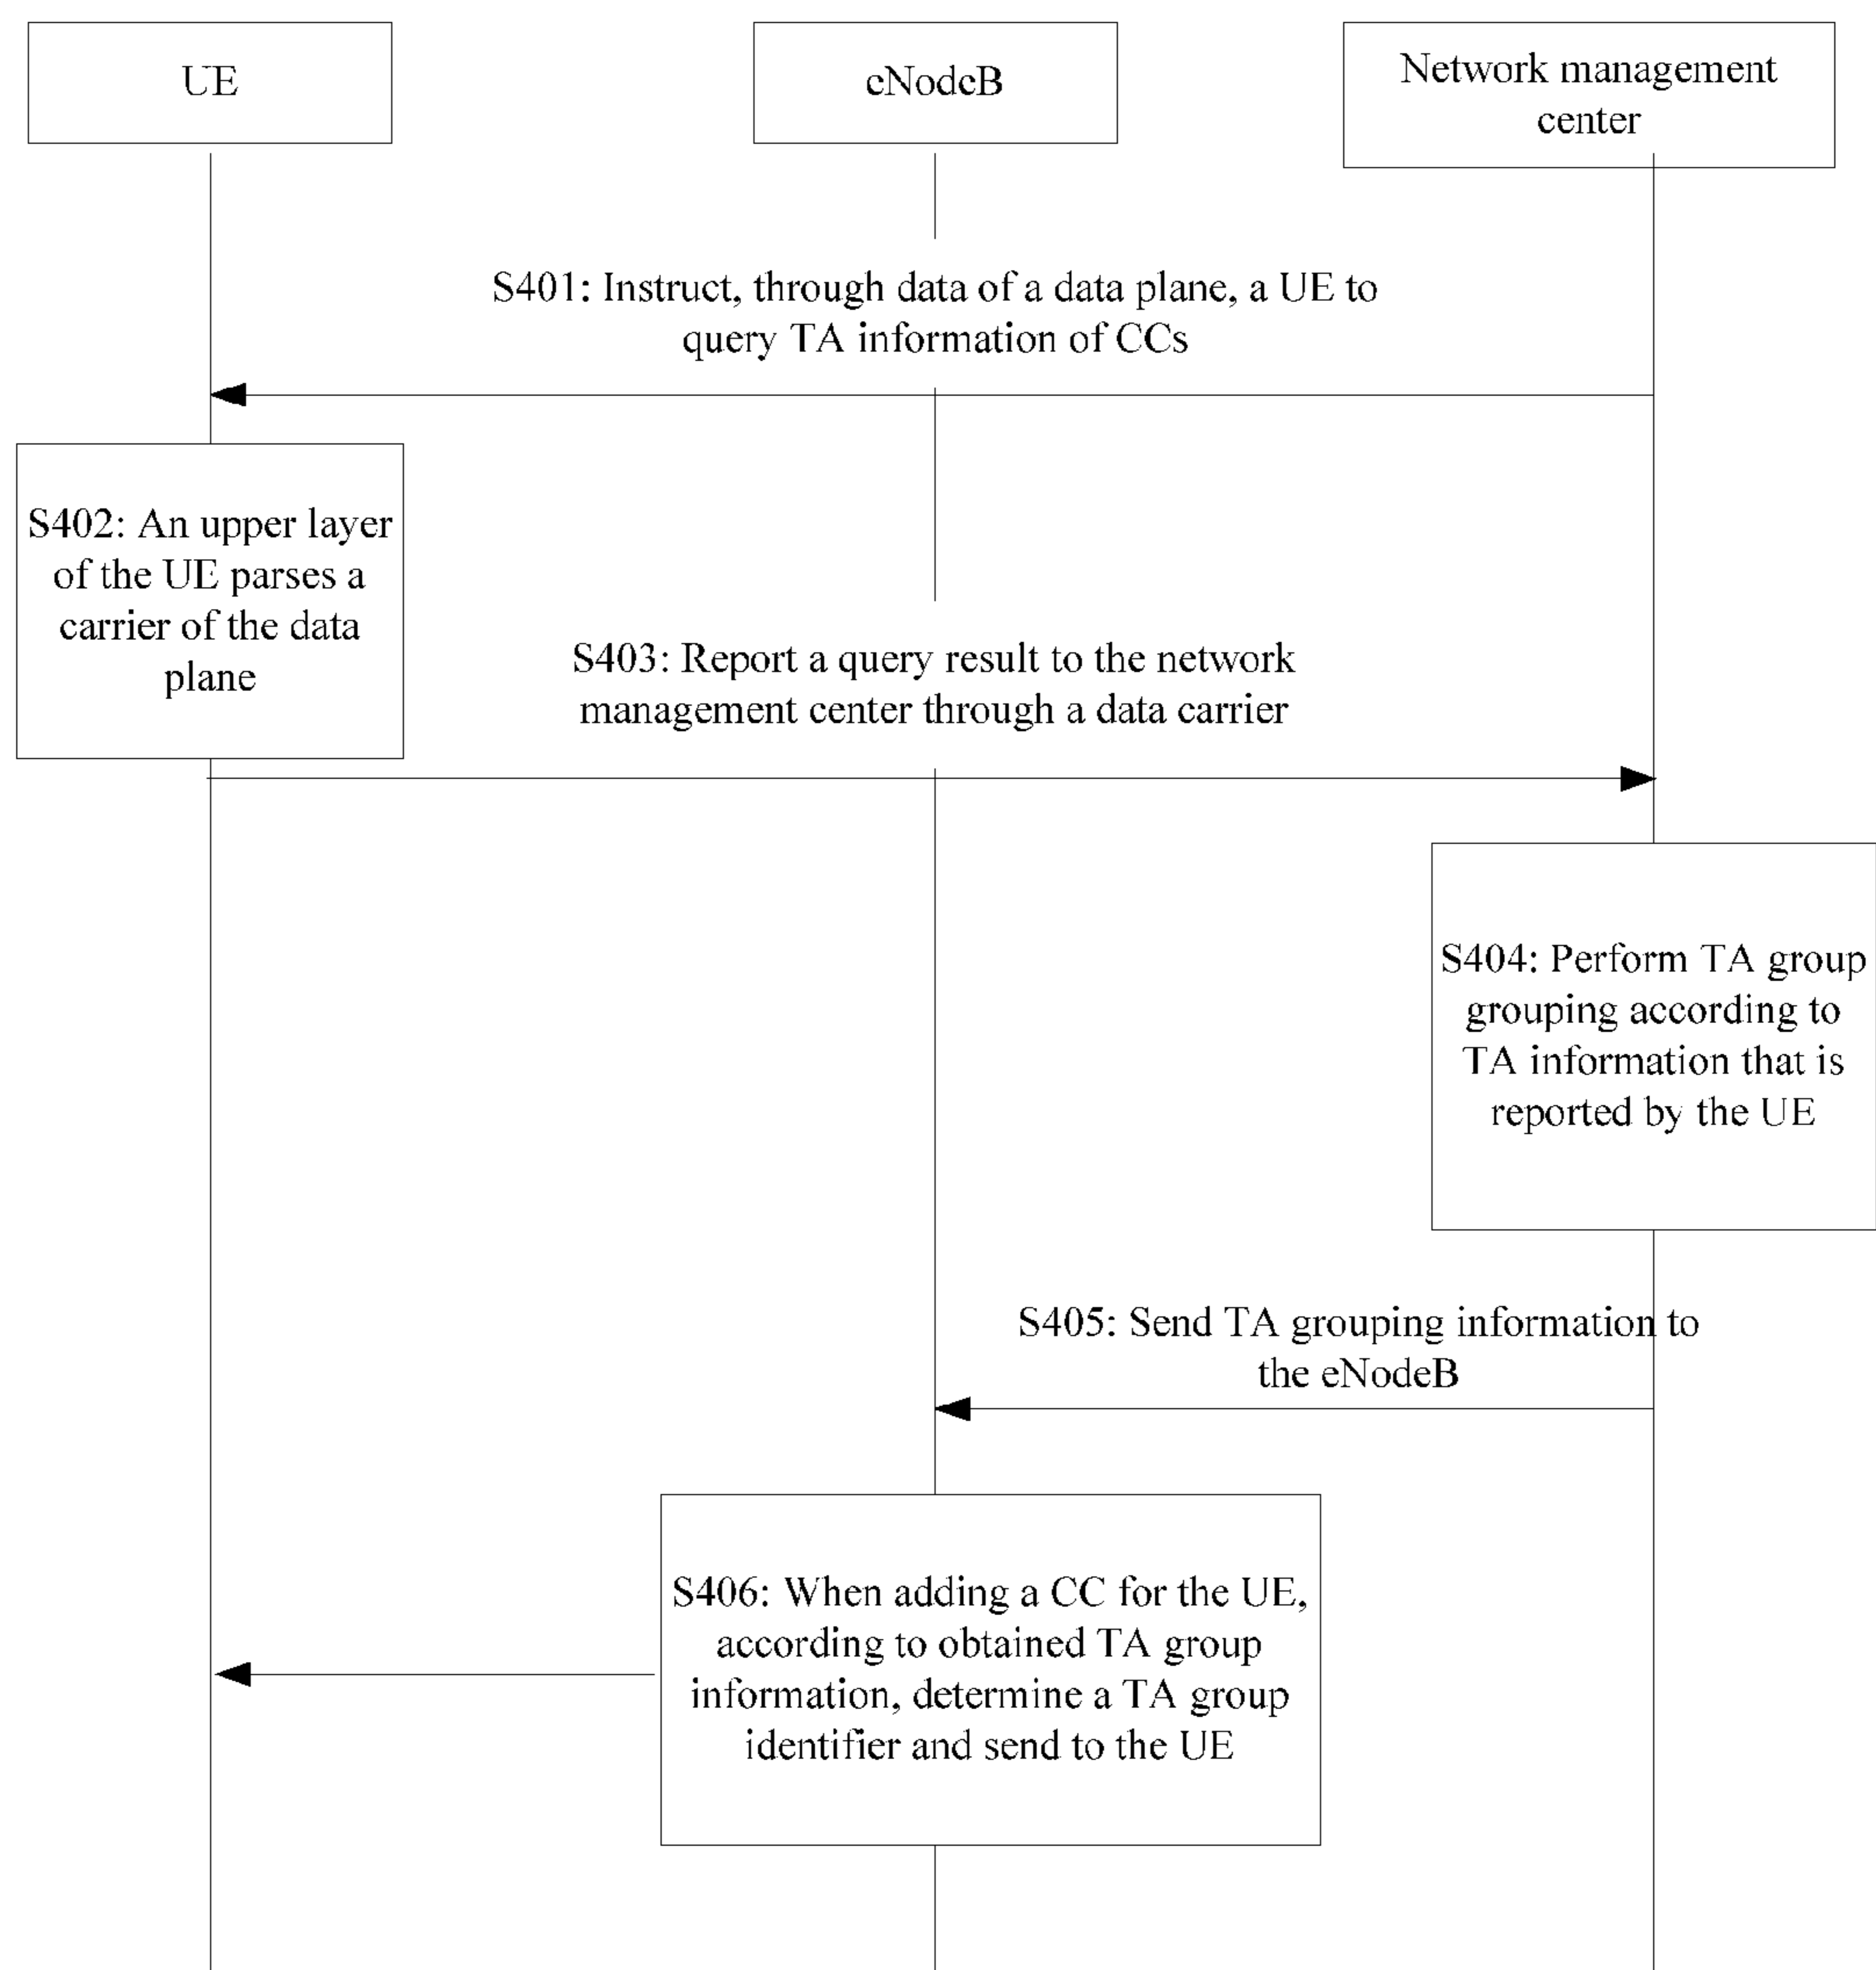 UE
eNodeB
Network management
center
S401: Instruct, through data of a data plane, a UE to
query TA information of CCs
S402: An upper layer
of the UE parses a
carrier of the data
plane
S403: Report a query result to the network
management center through a data carrier
S404: Perform TA group
grouping according to
TA information that is
reported by the UE
S405: Send TA grouping information to
the eNodeB
S406: When adding a CC for the UE,
according to obtained TA group
information, determine a TA group
identifier and send to the UE